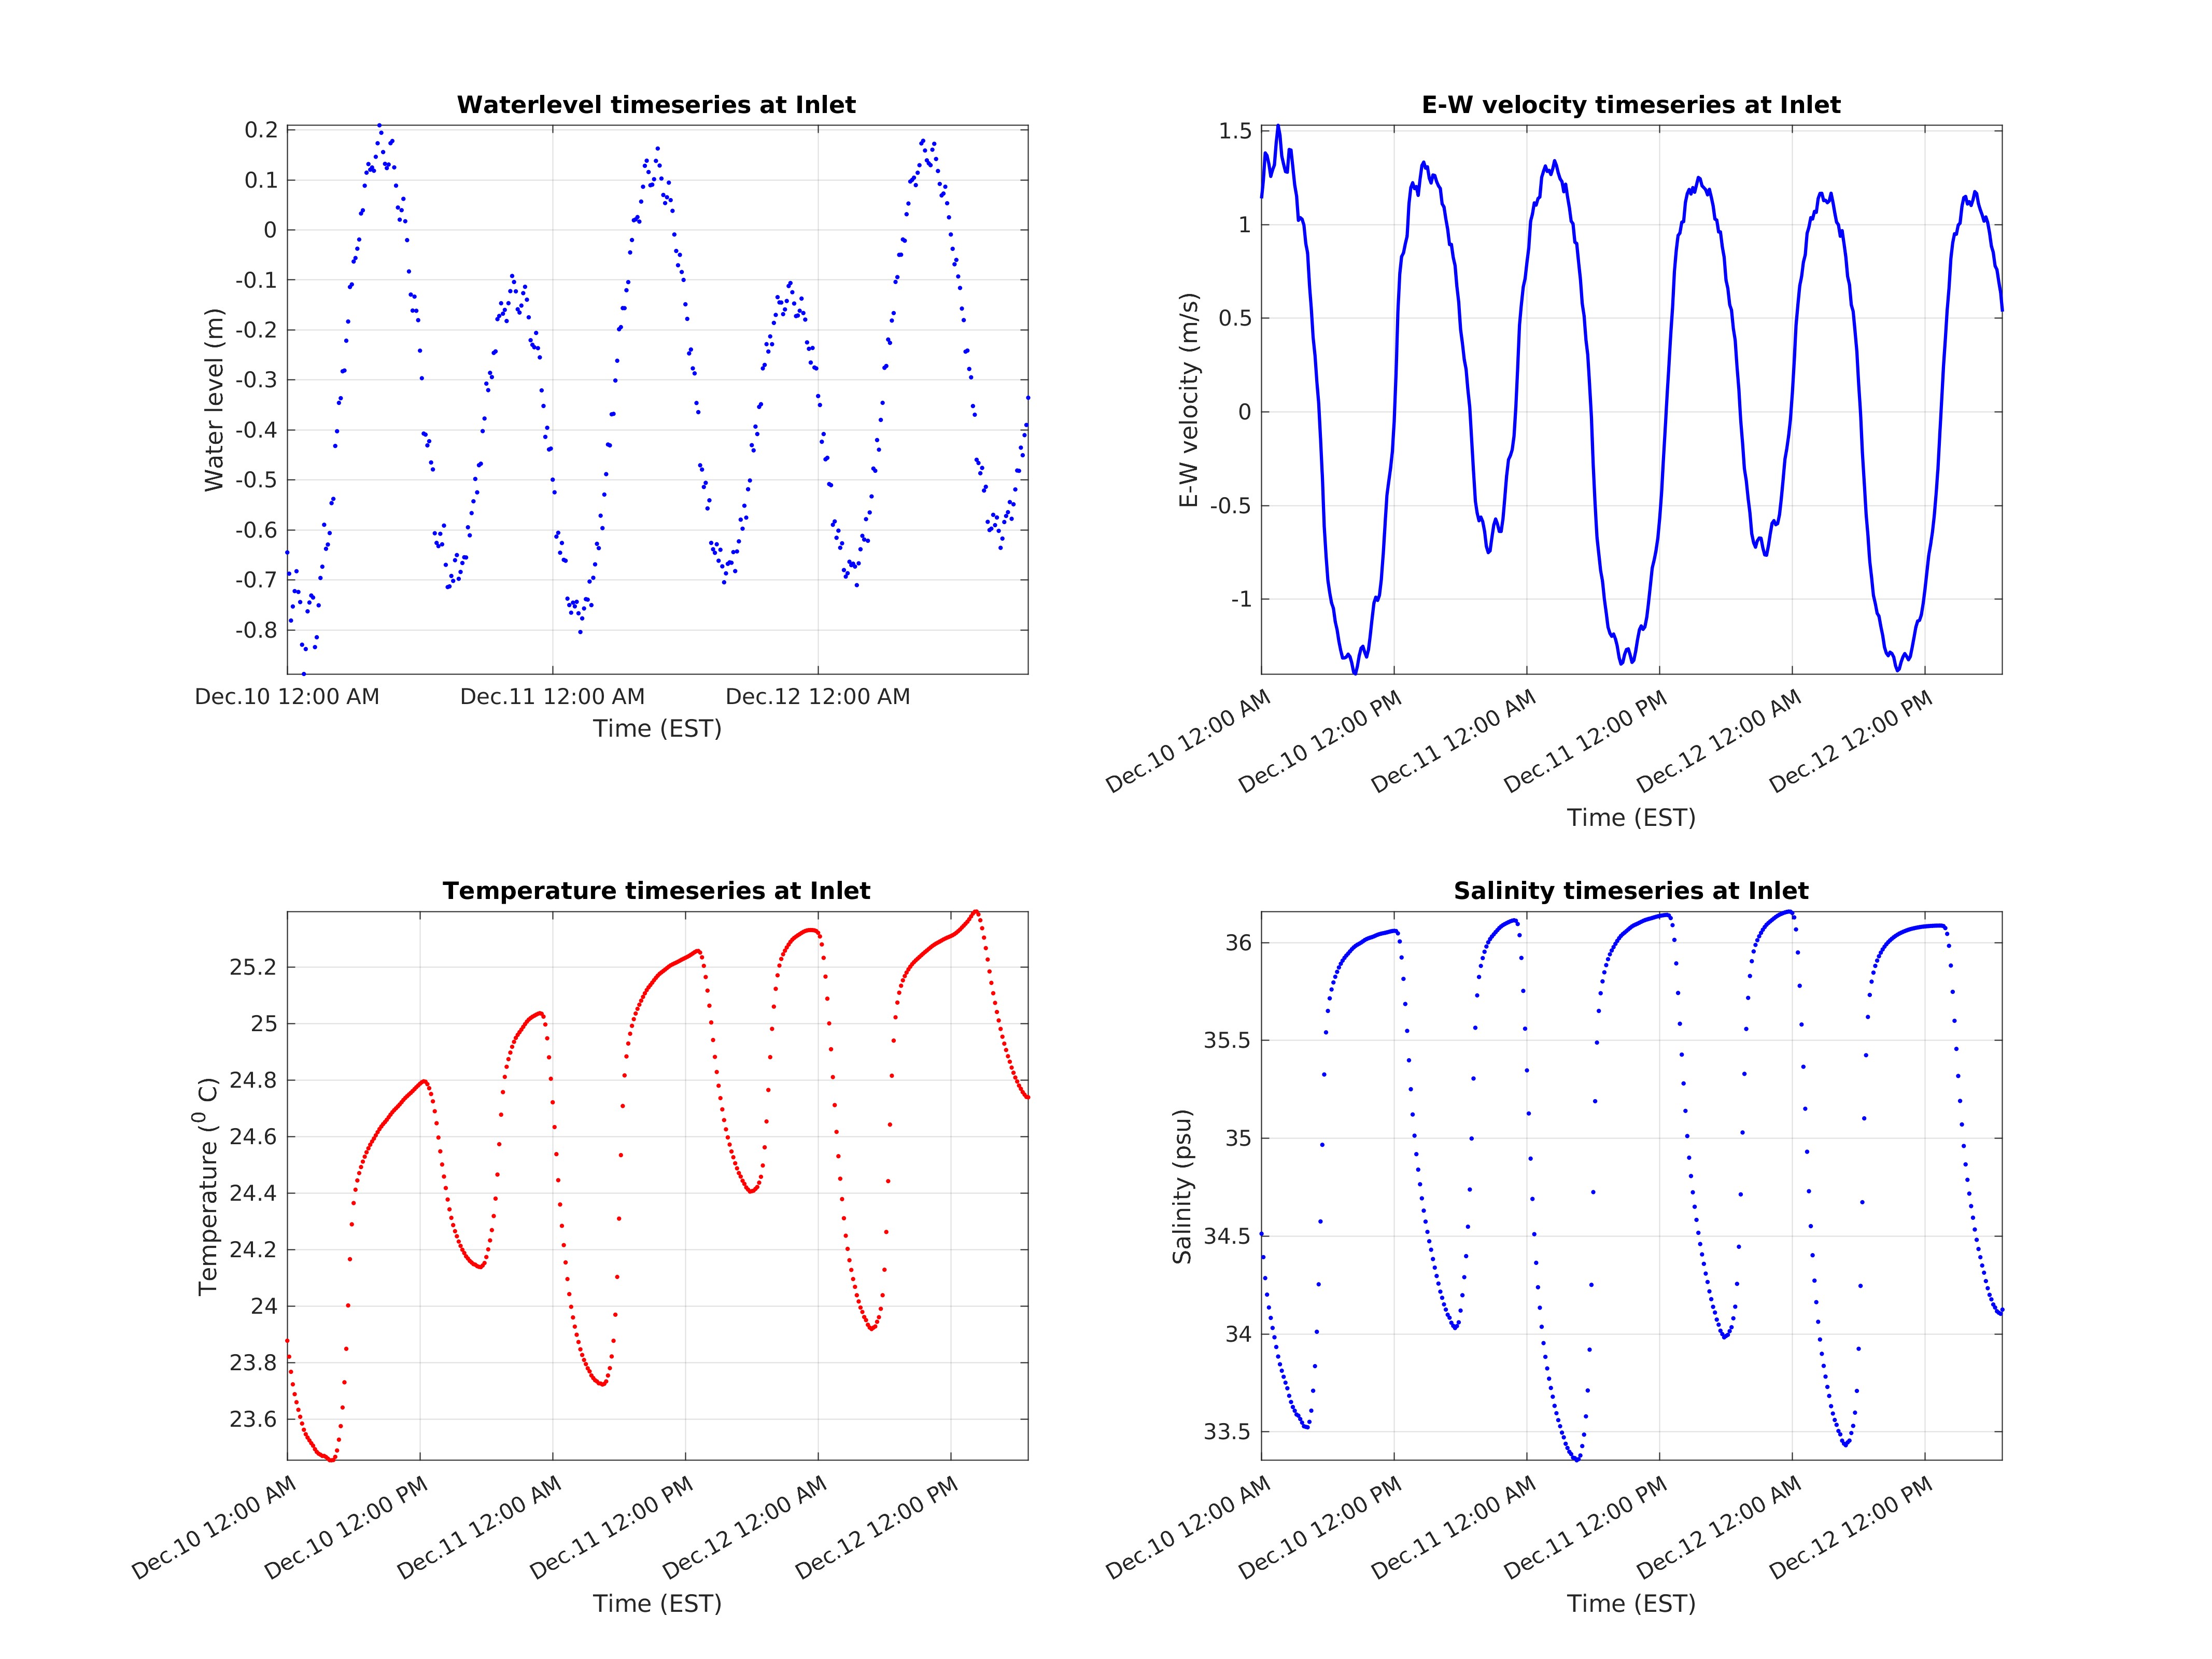 Waterlevel timeseries at Inlet
0.2
0.1
0
-0.1
-0.2
-0.3
-0.4
-0.5
-0.6
-0.7
-0.8
Water level (m)
Dec.10 12:00 AM
Dec.11 12:00 AM
Dec.12 12:00 AM
Time (EST)
E-W velocity timeseries at Inlet
1.5
1
0.5
0
-0.5
-1
E-W velocity (m/s)
Dec.10 12:00 AM
Dec.10 12:00 PM
Dec.11 12:00 AM
Dec.11 12:00 PM
Dec.12 12:00 AM
Dec.12 12:00 PM
Time (EST)
Temperature timeseries at Inlet
25.2
25
24.8
24.6
24.4
24.2
24
23.8
23.6
Temperature (⁰ C)
Dec.10 12:00 AM
Dec.10 12:00 PM
Dec.11 12:00 AM
Dec.11 12:00 PM
Dec.12 12:00 AM
Dec.12 12:00 PM
Time (EST)
Salinity timeseries at Inlet
36
35.5
35
34.5
34
33.5
Salinity (psu)
Dec.10 12:00 AM
Dec.10 12:00 PM
Dec.11 12:00 AM
Dec.11 12:00 PM
Dec.12 12:00 AM
Dec.12 12:00 PM
Time (EST)